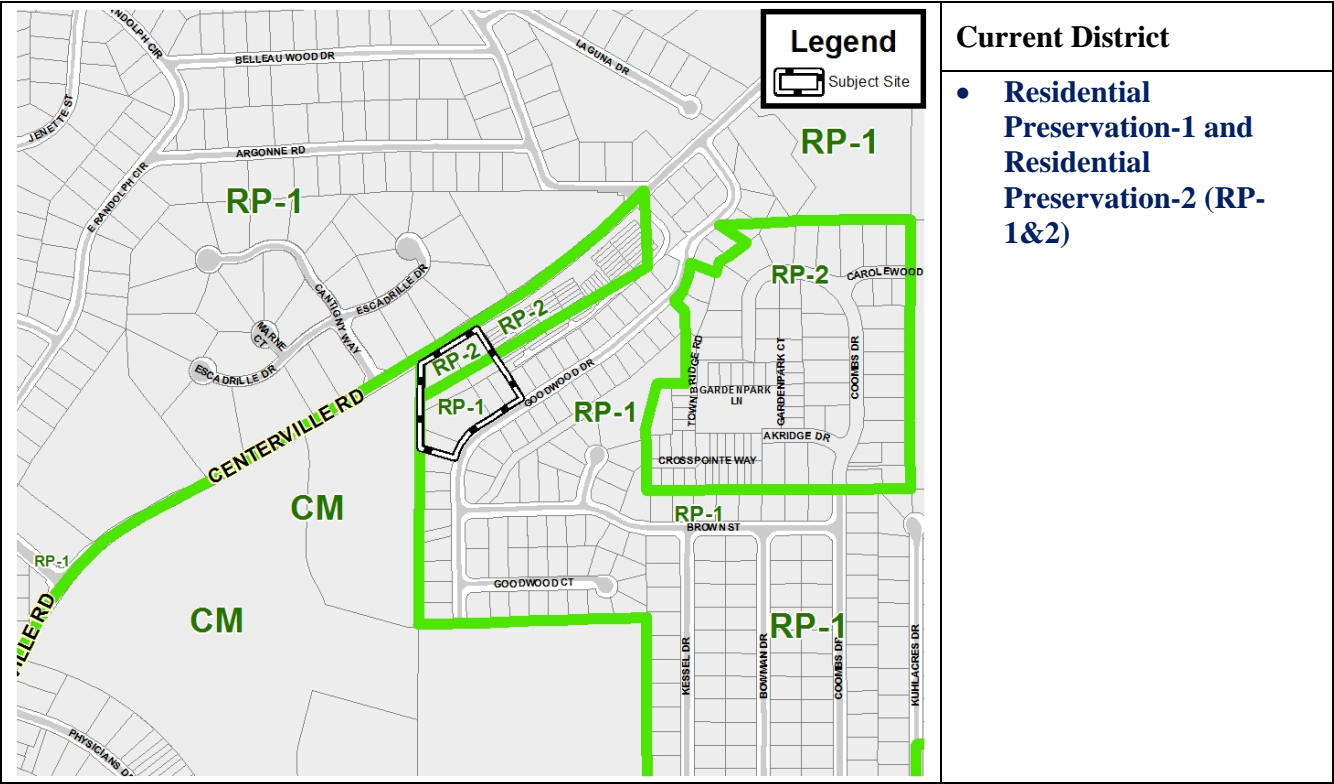 NDOLPH CIR
BELLEAU WOOD DR
LAGUNA DR
Legend
Subject Site
JENETTE ST
ARGONNE RD
RP-1
E RANDOLPH CIR
RP-1
CANTIGNY WAY
ESCADRILLE DR
MARNE
CT
ESCADRILLE DR
RP-2
RP-2
RP-1
GOODWOOD DR
RP-1
RP-2
CAROLEWOOD
TOWNBRIDGE RD
GARDENPARK
LN
GARDENPARK CT
COOMBS DR
AKRIDGE DR
CROSSPOINTE WAY
CENTERVILLE RD
CM
RP-1
BROWN ST
RP-1
GOODWOOD CT
CM
RP-1
ILLE RD
KESSEL DR
BOWMAN DR
COOMBS DR
KUHLACRES DR
PHYSICIANS D
Current District
• Residential
Preservation-1 and
Residential
Preservation-2 (RP-
1&2)